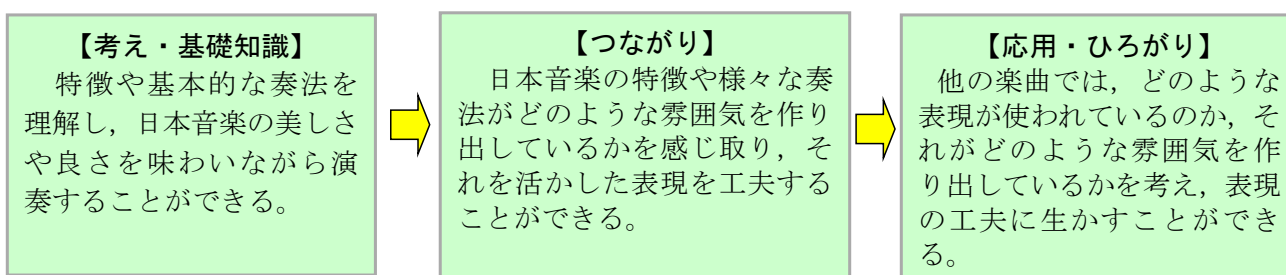 【考え・基礎知識】
特徴や基本的な奏法を
理解し，日本音楽の美しさ
や良さを味わいながら演
奏することができる。
【つながり】
日本音楽の特徴や様々な奏
法がどのような雰囲気を作り
出しているかを感じ取り，そ
れを活かした表現を工夫する
ことができる。
【応用・ひろがり】
他の楽曲では，どのような
表現が使われているのか，そ
れがどのような雰囲気を作
り出しているかを考え，表現
の工夫に生かすことができ
る。